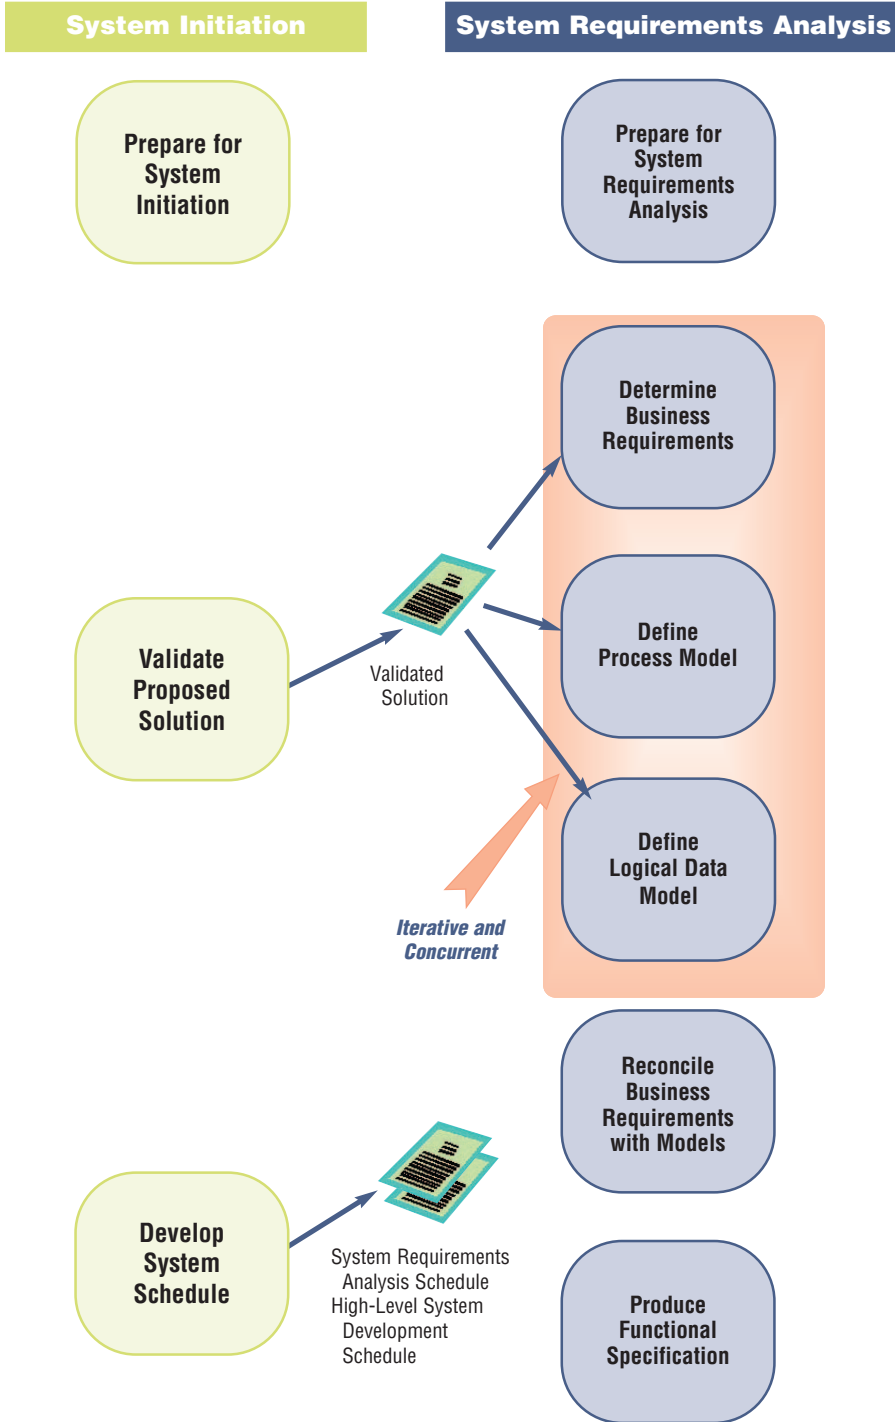 System Initiation
System Requirements Analysis
Prepare for
System
Initiation
Prepare for
System
Requirements
Analysis
Determine
Business
Requirements
Validate
Proposed
Solution
Validated
Solution
Define
Process Model
Define
Logical Data
Model
Iterative and
Concurrent
Reconcile
Business
Requirements
with Models
Develop
System
Schedule
System Requirements
Analysis Schedule
High-Level System
Development
Schedule
Produce
Functional
Specification